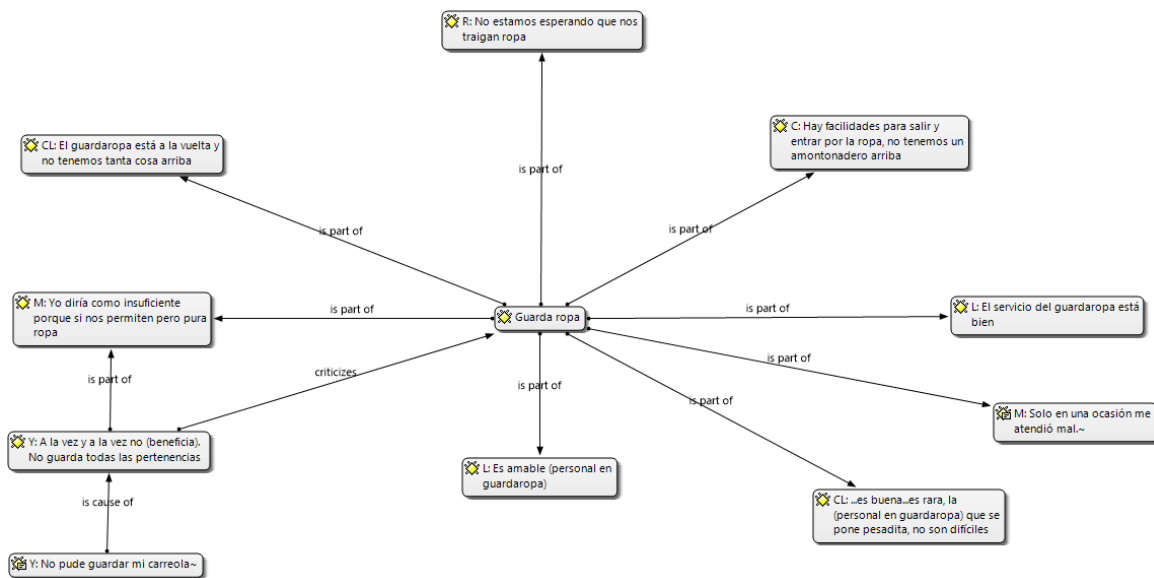 R: No estamos esperando que nos
traigan ropa
CL: El guardaropa está a la vuelta y
no tenemos tanta cosa arriba
C: Hay facilidades para salir y
entrar por la ropa, no tenemos un
amontonadero arriba
is part of
is part of
is part of
M: Yo diría como insuficiente
porque si nos permiten pero pura
ropa
is part of
Guarda ropa
is part of
L: El servicio del guardaropa está
bien
is part of
criticizes
is part of
is part of
is part of
M: Solo en una ocasión me
atendió mal.~
Y: A la vez y a la vez no (beneficia).
No guarda todas las pertenencias
L: Es amable (personal en
guardaropa)
is cause of
CL: ...es buena...es rara, la
(personal en guardaropa) que se
pone pesadita, no son difíciles
Y: No pude guardar mi carreola~